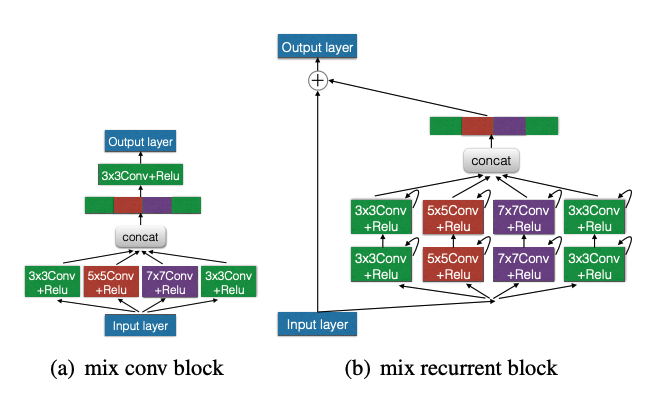 Output layer
3x3Conv+Relu
concat
3x3Conv
+Relu
5x5Conv
+Relu
7x7Conv
+Relu
3x3Conv
+Relu
Input layer
(a) mix conv block
Output layer
+
concat
3x3Conv
+Relu
5x5Conv
+Relu
7x7Conv
+Relu
3x3Conv
+Relu
3x3Conv
+Relu
5x5Conv
+Relu
7x7Conv
+Relu
3x3Conv
+Relu
Input layer
(b) mix recurrent block